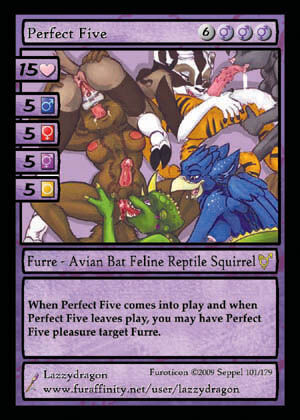 Perfect Five
6
15
5
5
5
5
Furre - Avian Bat Feline Reptile Squirrel
When Perfect Five comes into play and when
Perfect Five leaves play, you may have Perfect
Five pleasure target Furre.
Lazzydragon
Furoticon ©2009 Seppel 101/179
www.furaffinity.net/user/lazzydragon